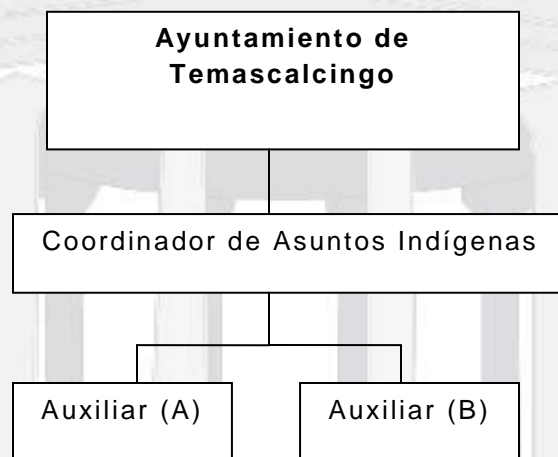 Ayuntamiento de
Temascalcingo
Coordinador de Asuntos Indígenas
Auxiliar (A)
Auxiliar (B)